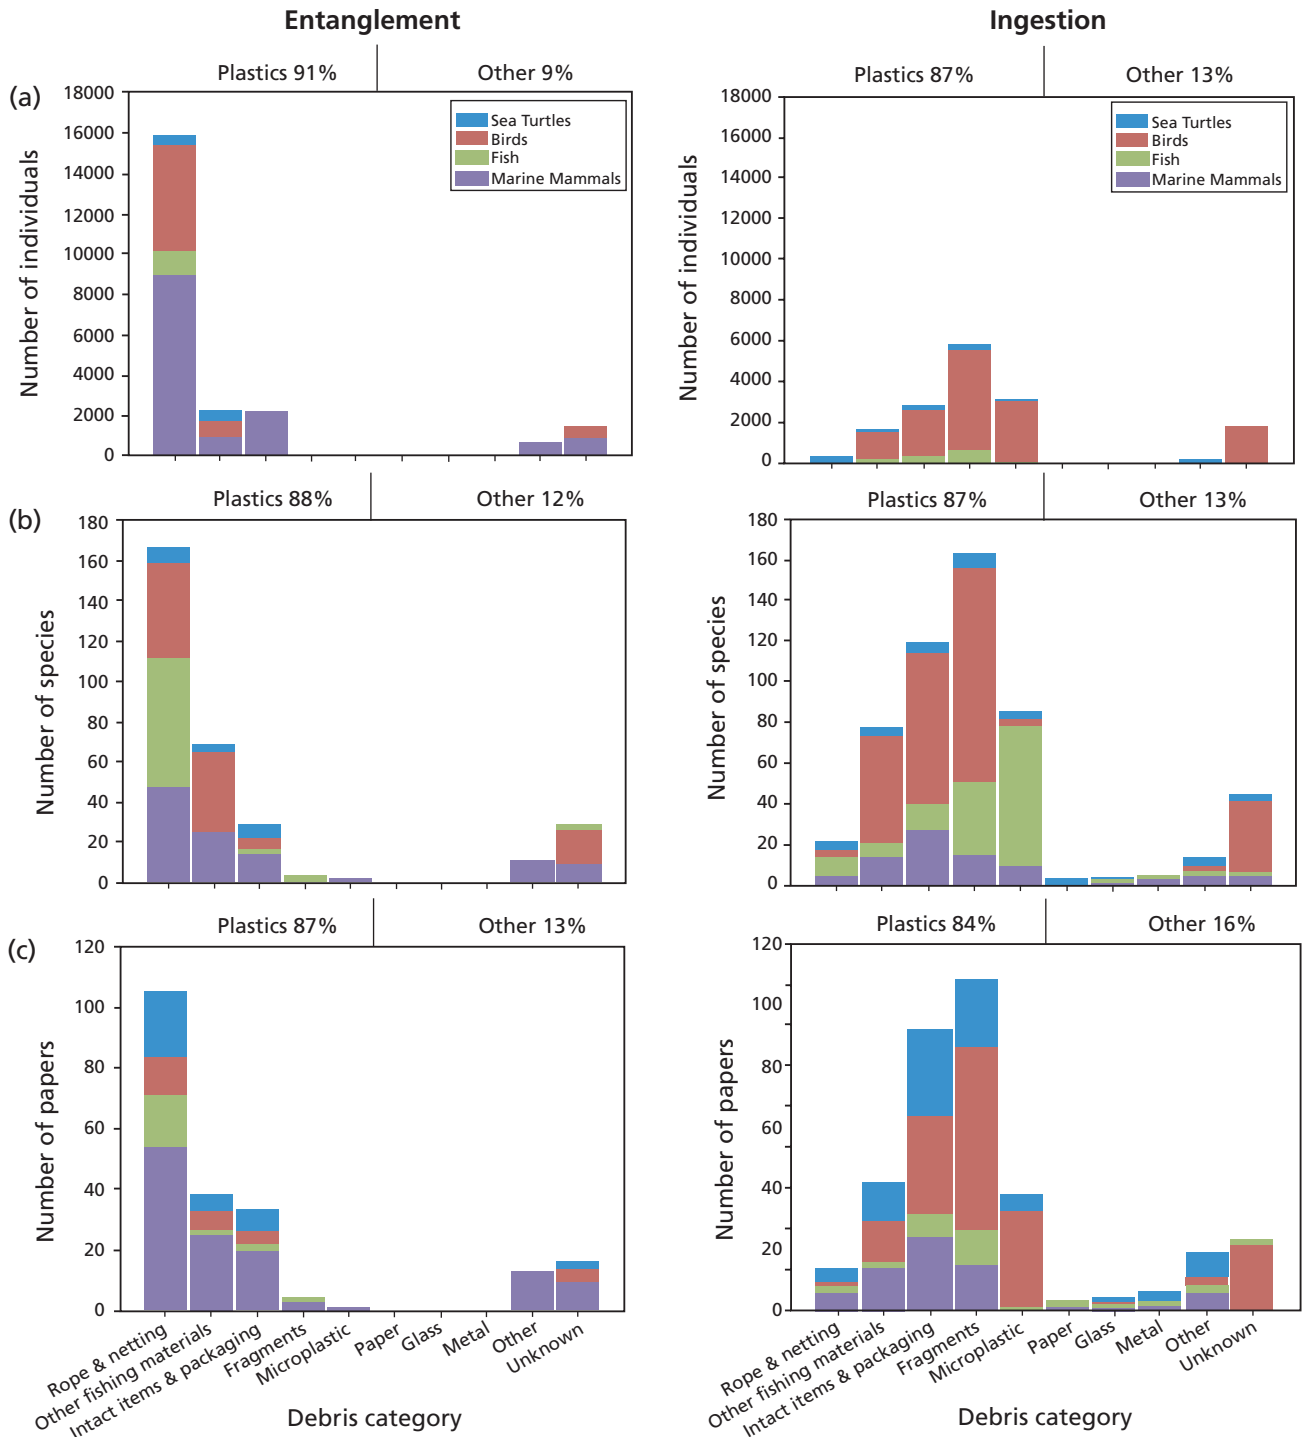 Entanglement
Ingestion
Plastics 91%
Other 9%
Plastics 87%
Other 13%
(a)
18000
16000
14000
12000
10000
8000
6000
4000
2000
0
Number of individuals
Sea Turtles
Birds
Fish
Marine Mammals
18000
16000
14000
12000
10000
8000
6000
4000
2000
0
Number of individuals
Sea Turtles
Birds
Fish
Marine Mammals
Plastics 88%
Other 12%
Plastics 87%
Other 13%
(b)
180
160
140
120
100
80
60
40
20
0
Number of species
180
160
140
120
100
80
60
40
20
0
Number of species
Plastics 87%
Other 13%
Plastics 84%
Other 16%
(c)
120
100
80
60
40
20
0
Number of papers
120
100
80
60
40
20
0
Number of papers
Rope & netting
Other fishing materials
Intact items & packaging
Fragments
Microplastic
Paper
Glass
Metal
Other
Unknown
Debris category
Rope & netting
Other fishing materials
Intact items & packaging
Fragments
Microplastic
Paper
Glass
Metal
Other
Unknown
Debris category